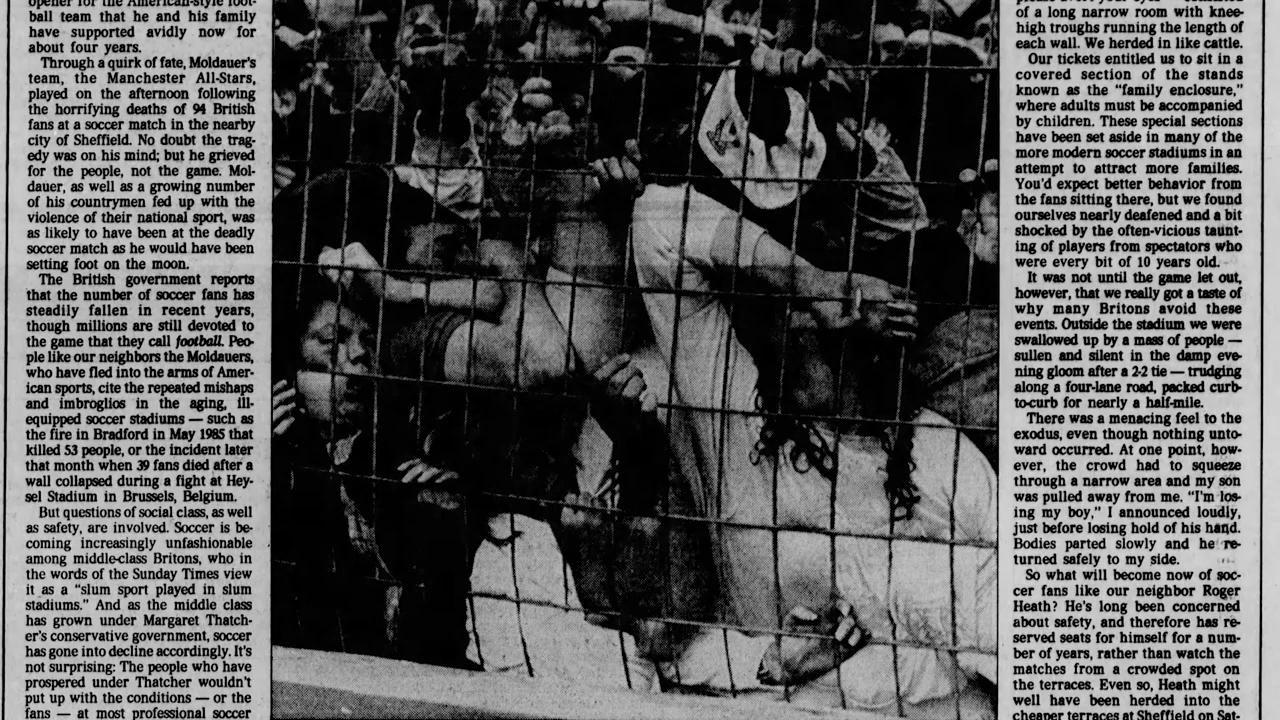 opener for the American-style foot-
ball team that he and his family
have supported avidly now for
about four years.
Through a quirk of fate, Moldauer's
team, the Manchester All-Stars,
played on the afternoon following
the horrifying deaths of 94 British
fans at a soccer match in the nearby
city of Sheffield. No doubt the trag-
edy was on his mind; but he grieved
for the people, not the game. Mol-
dauer, as well as a growing number
of his countrymen fed up with the
violence of their national sport, was
as likely to have been at the deadly
soccer match as he would have been
setting foot on the moon.
The British government reports
that the number of soccer fans has
steadily fallen in recent years,
though millions are still devoted to
the game that they call football. Peo-
ple like our neighbors the Moldauers,
who have fled into the arms of Amer-
ican sports, cite the repeated mishaps
and imbroglios in the aging, ill-
equipped soccer stadiums — such as
the fire in Bradford in May 1985 that
killed 53 people, or the incident later
that month when 39 fans died after a
wall collapsed during a fight at Hey-
sel Stadium in Brussels, Belgium.
But questions of social class, as well
as safety, are involved. Soccer is be-
coming increasingly unfashionable
among middle-class Britons, who in
the words of the Sunday Times view
it as a "slum sport played in slum
stadiums." And as the middle class
has grown under Margaret Thatch-
er's conservative government, soccer
has gone into decline accordingly. It's
not surprising: The people who have
prospered under Thatcher wouldn't
put up with the conditions — or the
fans — at most professional soccer
of a long narrow room with knee-
high troughs running the length of
each wall. We herded in like cattle.
Our tickets entitled us to sit in a
covered section of the stands
known as the "family enclosure,"
where adults must be accompanied
by children. These special sections
have been set aside in many of the
more modern soccer stadiums in an
attempt to attract more families.
You'd expect better behavior from
the fans sitting there, but we found
ourselves nearly deafened and a bit
shocked by the often-vicious taunt-
ing of players from spectators who
were every bit of 10 years old.
It was not until the game let out,
however, that we really got a taste of
why many Britons avoid these
events. Outside the stadium we were
swallowed up by a mass of people —
sullen and silent in the damp eve-
ning gloom after a 2-2 tie — trudging
along a four-lane road, packed curb-
to-curb for nearly a half-mile.
There was a menacing feel to the
exodus, even though nothing unto-
ward occurred. At one point, how-
ever, the crowd had to squeeze
through a narrow area and my son
was pulled away from me. "I'm los-
ing my boy," I announced loudly,
just before losing hold of his hand.
Bodies parted slowly and he re-
turned safely to my side.
So what will become now of soc-
cer fans like our neighbor Roger
Heath? He's long been concerned
about safety, and therefore has re-
served seats for himself for a num-
ber of years, rather than watch the
matches from a crowded spot on
the terraces. Even so, Heath might
well have been herded into the
cheaper terraces at Sheffield on Sat-